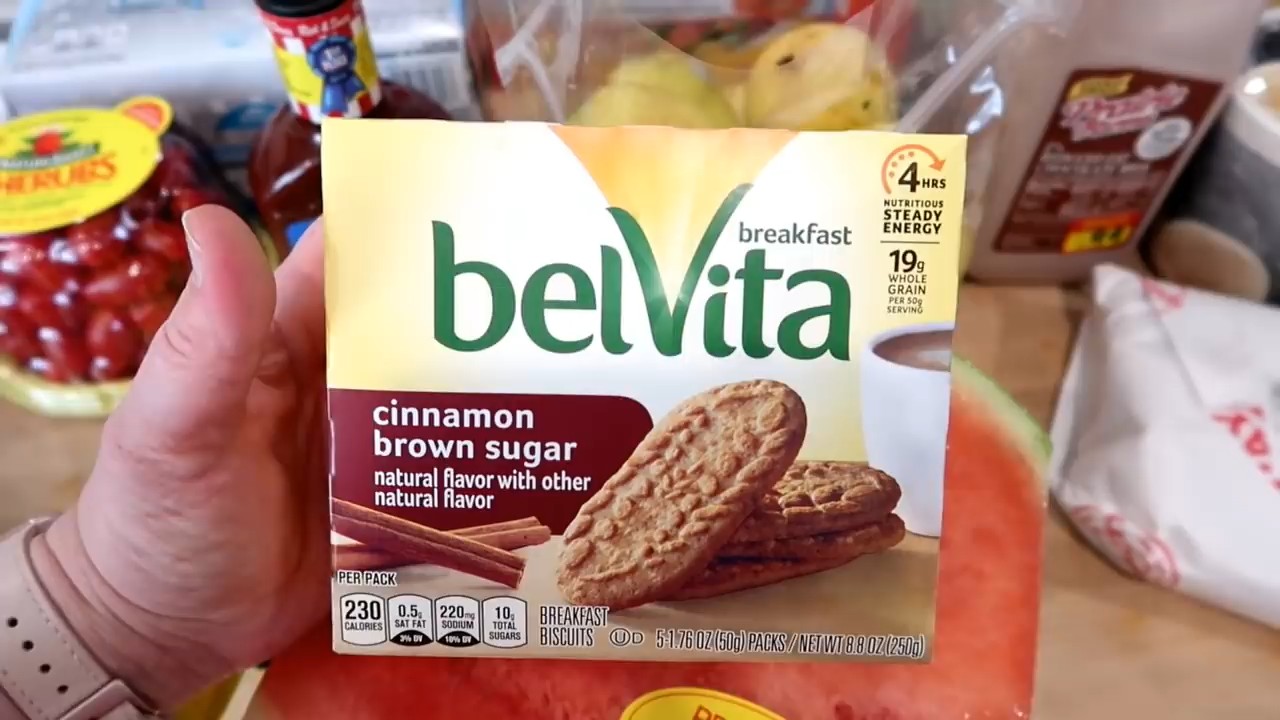 breakfast
belVita
4 HRS
NUTRITIOUS
STEADY
ENERGY
19g
WHOLE
GRAIN
PER 50g
SERVING
cinnamon
brown sugar
natural flavor with other
natural flavor
PER PACK
230
CALORIES
0.5g
SAT FAT
3% DV
220mg
SODIUM
10% DV
10g
TOTAL
SUGARS
BREAKFAST
BISCUITS
UD
5-1.76 OZ (50g) PACKS / NET WT 8.8 OZ (250g)